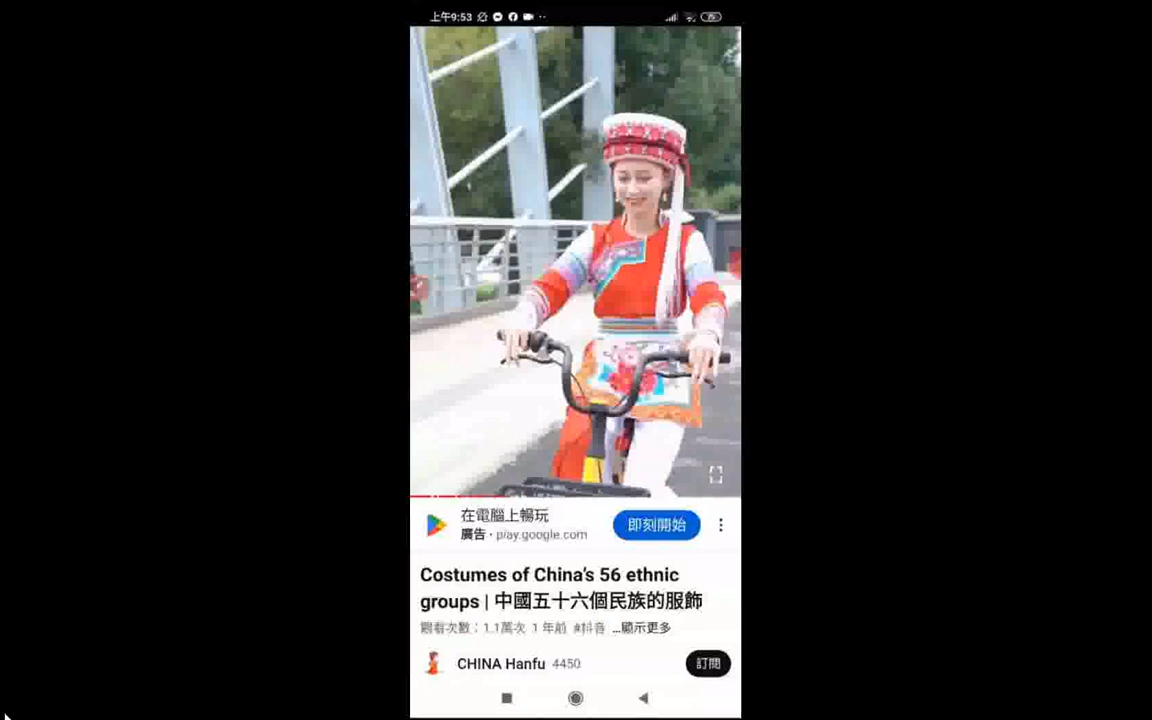 上午9:53
在電腦上暢玩
廣告 · play.google.com
即刻開始
Costumes of China's 56 ethnic
groups | 中國五十六個民族的服飾
觀看次數：1.1萬次 1 年前 #抖音 ...顯示更多
CHINA Hanfu 4450
訂閱